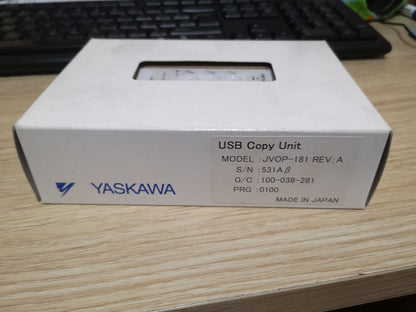 USB Copy Unit
MODEL :JVOP-181 REV:A
S/N :531Aβ
G/C :100-038-281
PRG :0100
MADE IN JAPAN
YASKAWA